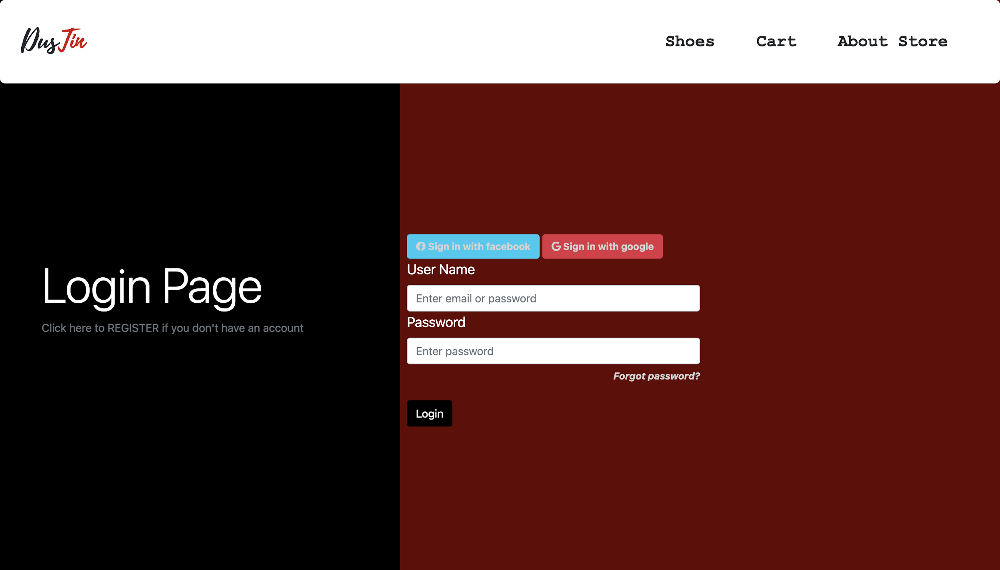 DusTin
Shoes
Cart
About Store
Sign in with facebook
Sign in with google
User Name
Enter email or password
Login Page
Click here to REGISTER if you don't have an account
Password
Enter password
Forgot password?
Login